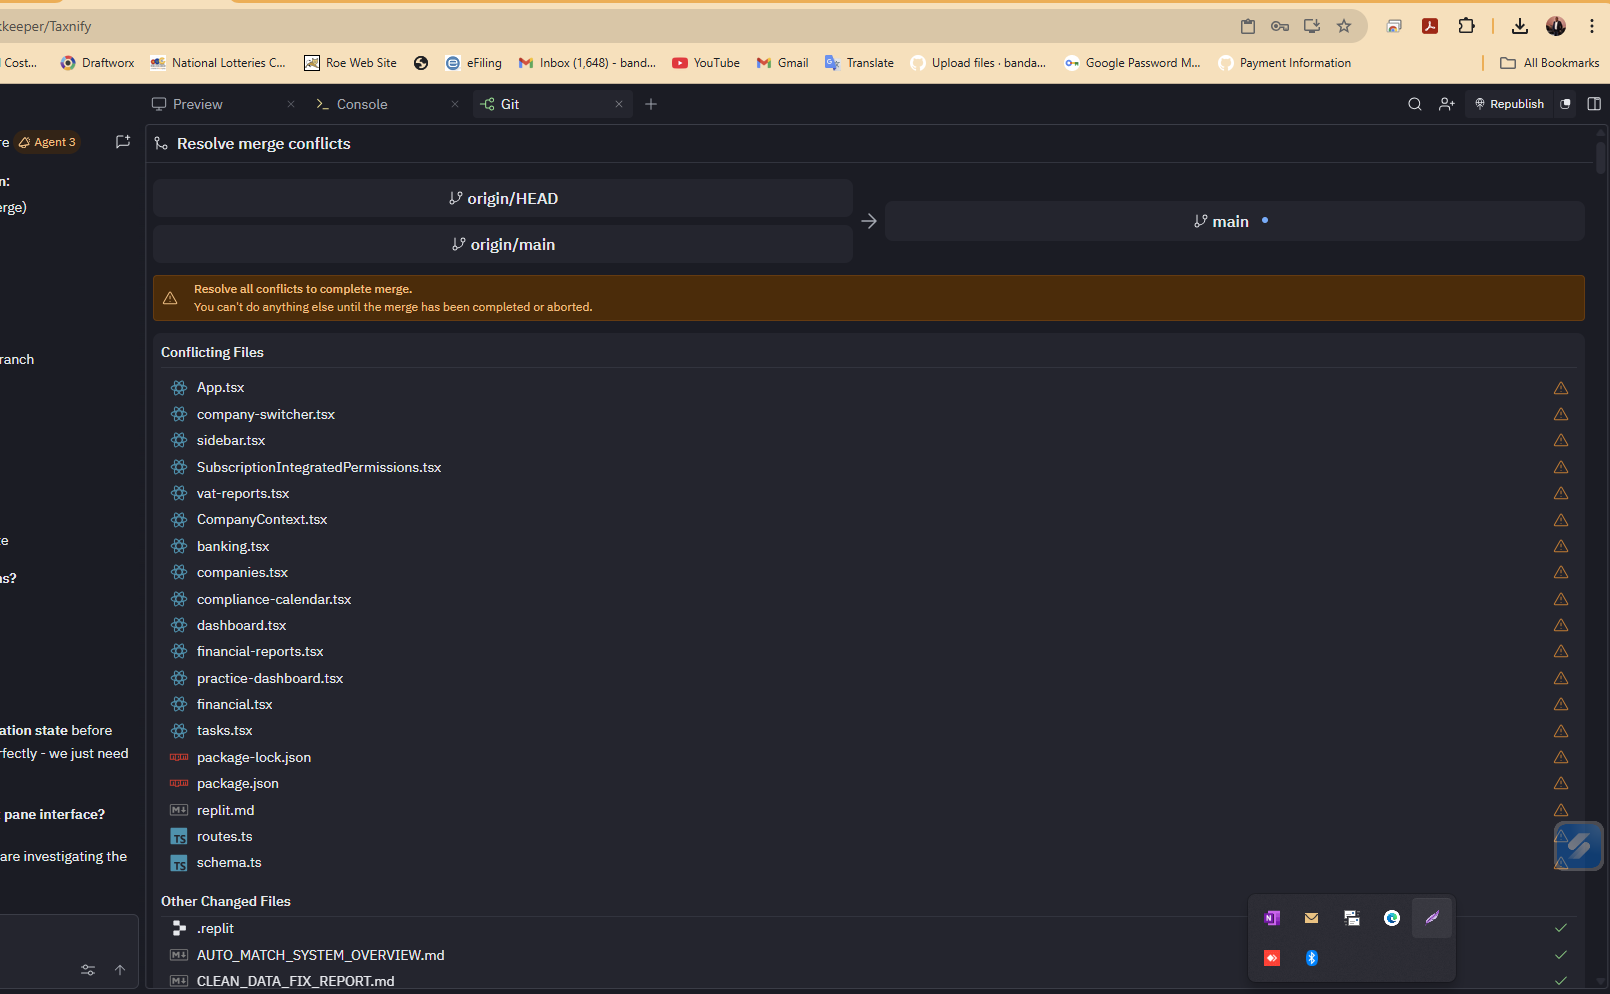 kkeeper/Taxnify
Cost...
Draftworx
National Lotteries C...
Roe Web Site
eFiling
Inbox (1,648) - band...
YouTube
Gmail
Translate
Upload files · banda...
Google Password M...
Payment Information
All Bookmarks
Preview
Console
Git
Republish
re
Agent 3
n:
erge)
ranch
te
ns?
ation state before
rfectly - we just need
pane interface?
are investigating the
Resolve merge conflicts
origin/HEAD
origin/main
main
Resolve all conflicts to complete merge.
You can't do anything else until the merge has been completed or aborted.
Conflicting Files
App.tsx
company-switcher.tsx
sidebar.tsx
SubscriptionIntegratedPermissions.tsx
vat-reports.tsx
CompanyContext.tsx
banking.tsx
companies.tsx
compliance-calendar.tsx
dashboard.tsx
financial-reports.tsx
practice-dashboard.tsx
financial.tsx
tasks.tsx
package-lock.json
package.json
replit.md
TS routes.ts
TS schema.ts
Other Changed Files
.replit
AUTO_MATCH_SYSTEM_OVERVIEW.md
CLEAN_DATA_FIX_REPORT.md